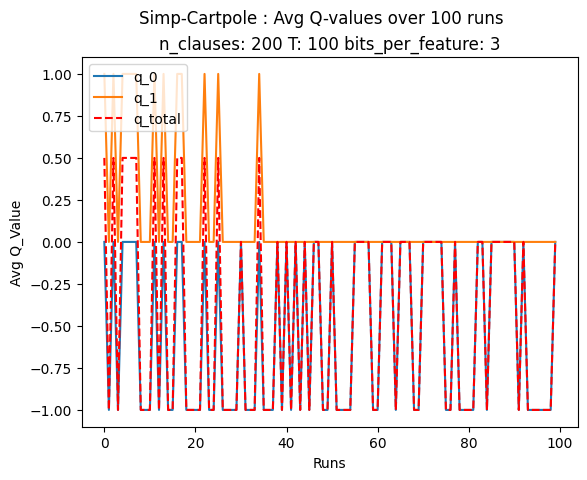 Simp-Cartpole : Avg Q-values over 100 runs
n_clauses: 200 T: 100 bits_per_feature: 3
q_0
q_1
q_total
1.00
0.75
0.50
0.25
0.00
−0.25
−0.50
−0.75
−1.00
Avg Q_Value
0
20
40
60
80
100
Runs